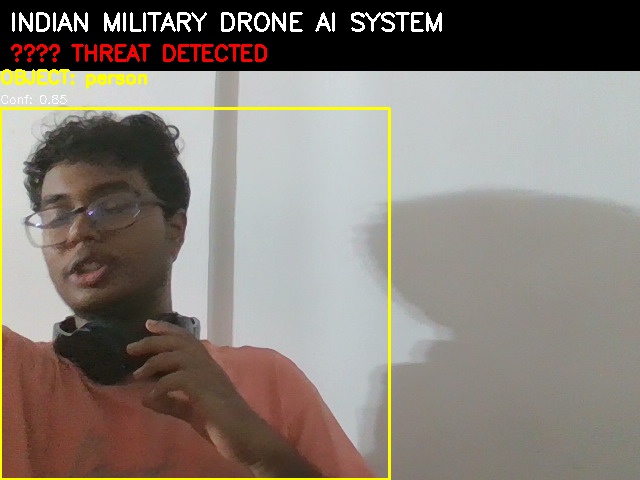 INDIAN MILITARY DRONE AI SYSTEM
???? THREAT DETECTED
OBJECT: person
Conf: 0.85